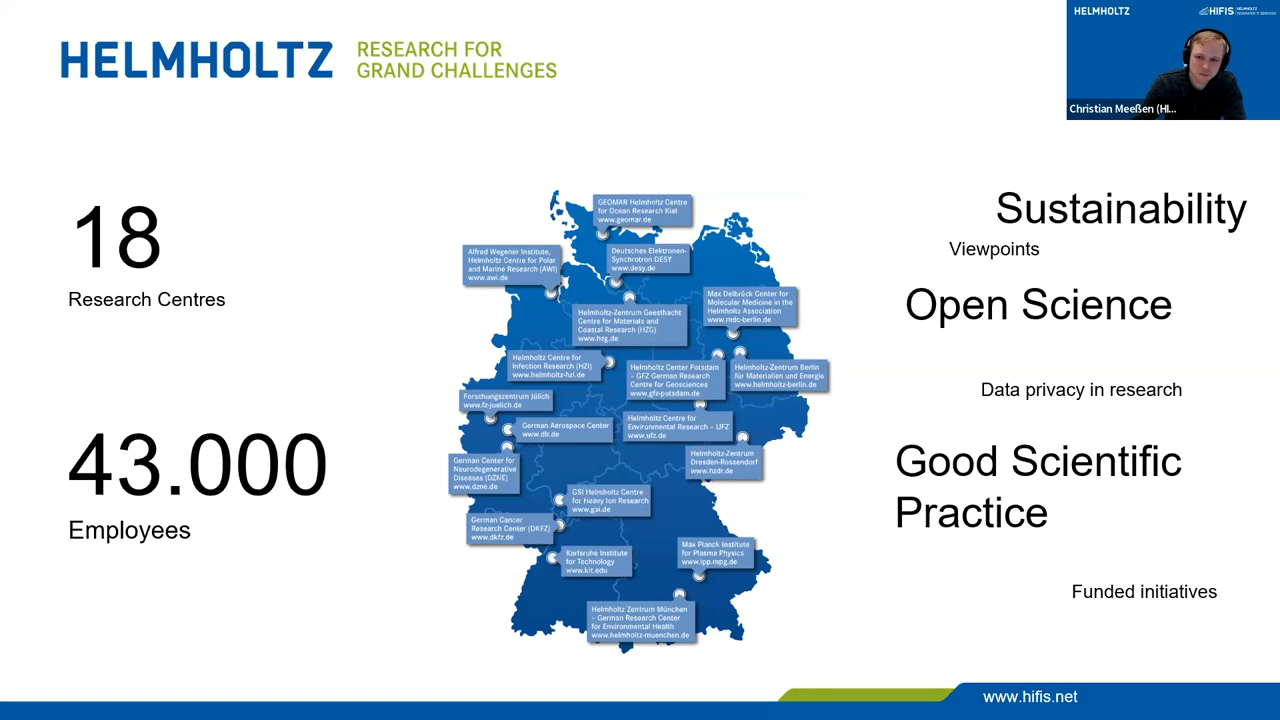 HELMHOLTZ
RESEARCH FOR
GRAND CHALLENGES
HELMHOLTZ
HIFIS
Christian Meeßen (HI...
18
Research Centres
43.000
Employees
GEOMAR Helmholtz Centre
for Ocean Research Kiel
www.geomar.de
Alfred Wegener Institute,
Helmholtz Centre for Polar
and Marine Research (AWI)
www.awi.de
Deutsches Elektronen-
Synchrotron DESY
www.desy.de
Helmholtz-Zentrum Geesthacht
Centre for Materials and
Coastal Research (HZG)
www.hzg.de
Max Delbrück Center for
Molecular Medicine in the
Helmholtz Association
www.mdc-berlin.de
Helmholtz Centre for
Infection Research (HZI)
www.helmholtz-hzi.de
Helmholtz Center Potsdam
– GFZ German Research
Centre for Geosciences
www.gfz-potsdam.de
Helmholtz-Zentrum Berlin
für Materialien und Energie
www.helmholtz-berlin.de
Forschungszentrum Jülich
www.fz-juelich.de
German Aerospace Center
www.dlr.de
Helmholtz Centre for
Environmental Research – UFZ
www.ufz.de
German Center for
Neurodegenerative
Diseases (DZNE)
www.dzne.de
Helmholtz-Zentrum
Dresden-Rossendorf
www.hzdr.de
GSI Helmholtz Centre
for Heavy Ion Research
www.gsi.de
German Cancer
Research Center (DKFZ)
www.dkfz.de
Karlsruhe Institute
for Technology
www.kit.edu
Max Planck Institute
for Plasma Physics
www.ipp.mpg.de
Helmholtz Zentrum München
– German Research Center
for Environmental Health
www.helmholtz-muenchen.de
Sustainability
Viewpoints
Open Science
Data privacy in research
Good Scientific
Practice
Funded initiatives
www.hifis.net